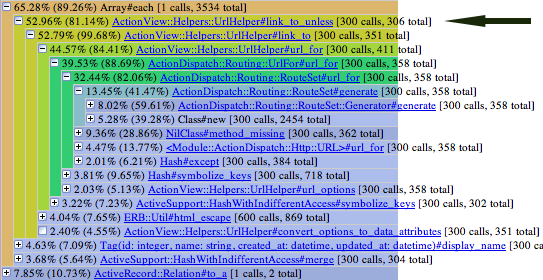 65.28% (89.26%) Array#each [1 calls, 3534 total]
52.96% (81.14%) ActionView::Helpers::UrlHelper#link_to_unless [300 calls, 306 total]
52.79% (99.68%) ActionView::Helpers::UrlHelper#link_to [300 calls, 351 total]
44.57% (84.41%) ActionView::Helpers::UrlHelper#url_for [300 calls, 411 total]
39.53% (88.69%) ActionDispatch::Routing::UrlFor#url_for [300 calls, 358 total]
32.44% (82.06%) ActionDispatch::Routing::RouteSet#url_for [300 calls, 358 total]
13.45% (41.47%) ActionDispatch::Routing::RouteSet#generate [300 calls, 358 total]
8.02% (59.61%) ActionDispatch::Routing::RouteSet::Generator#generate [300 calls, 358 total]
5.28% (39.28%) Class#new [300 calls, 2454 total]
9.36% (28.86%) NilClass#method_missing [300 calls, 362 total]
4.47% (13.77%) <Module::ActionDispatch::Http::URL>#url_for [300 calls, 358 total]
2.01% (6.21%) Hash#except [300 calls, 384 total]
3.81% (9.65%) Hash#symbolize_keys [300 calls, 718 total]
2.03% (5.13%) ActionView::Helpers::UrlHelper#url_options [300 calls, 358 total]
3.22% (7.23%) ActiveSupport::HashWithIndifferentAccess#symbolize_keys [300 calls, 302 total]
4.04% (7.65%) ERB::Util#html_escape [600 calls, 869 total]
2.40% (4.55%) ActionView::Helpers::UrlHelper#convert_options_to_data_attributes [300 calls, 351 total]
4.63% (7.09%) Tag(id: integer, name: string, created_at: datetime, updated_at: datetime)#display_name [300 calls, 300 total]
3.68% (5.64%) ActiveSupport::HashWithIndifferentAccess#merge [300 calls, 304 total]
7.85% (10.73%) ActiveRecord::Relation#to_a [1 calls, 2 total]